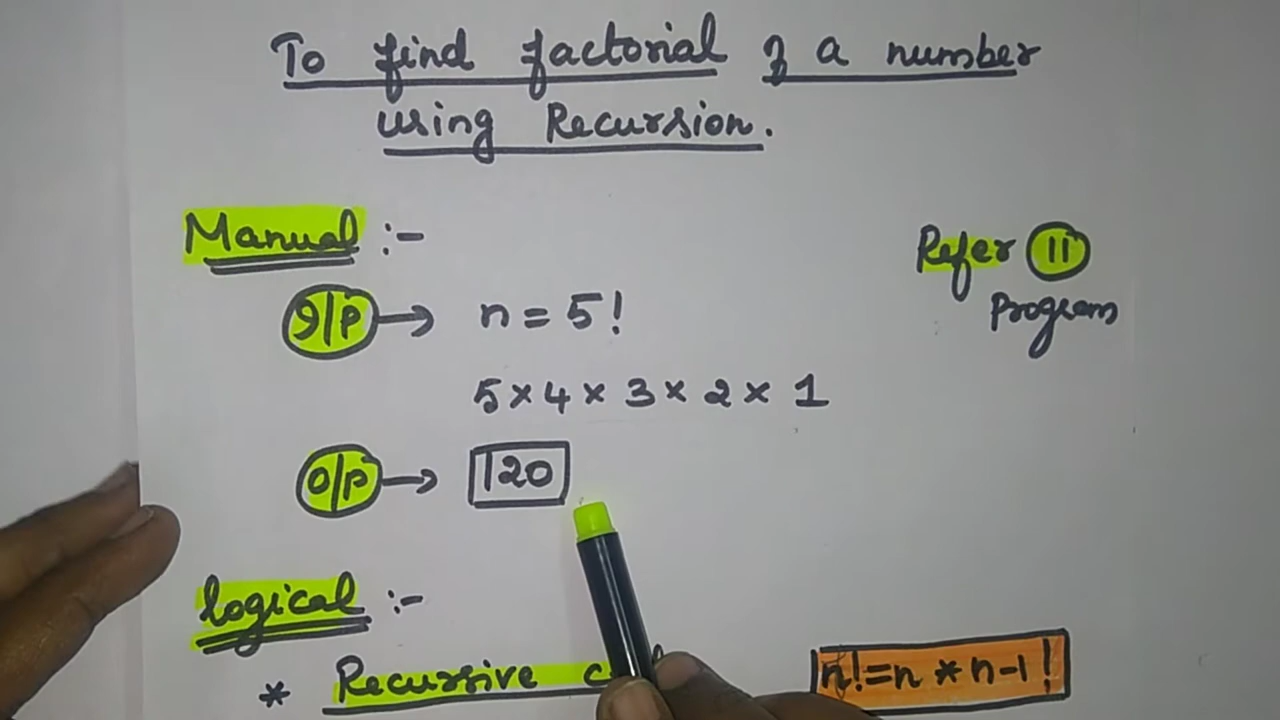 To find factorial of a number
using Recursion.
Manual :-
Refer 11
Program
I/P → n = 5!
5 × 4 × 3 × 2 × 1
O/P → 120
Logical :-
* Recursive
n! = n * n-1!